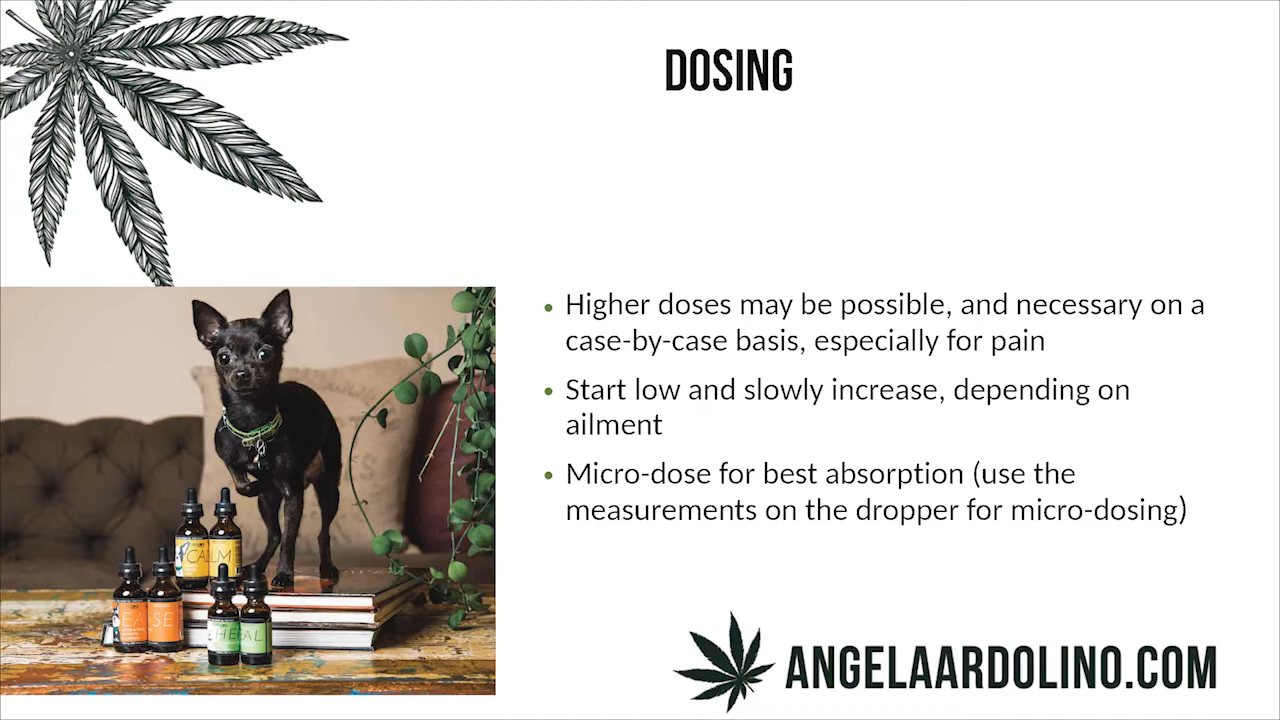 DOSING
Higher doses may be possible, and necessary on a
case-by-case basis, especially for pain
Start low and slowly increase, depending on
ailment
Micro-dose for best absorption (use the
measurements on the dropper for micro-dosing)
CALM
EASE
HEAL
ANGELAARDOLINO.COM